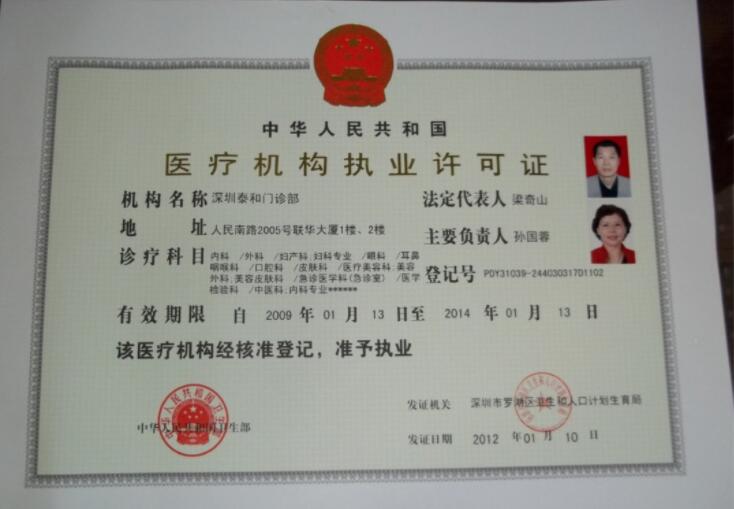 中华人民共和国
医疗机构执业许可证
机构名称 深圳泰和门诊部
法定代表人 梁奇山
地 址 人民南路2005号联华大厦1楼、2楼
主要负责人 孙国蓉
诊疗科目 内科 /外科 /妇产科;妇科专业 /眼科 /耳鼻
咽喉科 /口腔科 /皮肤科 /医疗美容科;美容
外科;美容皮肤科 /急诊医学科(急诊室) /医学
检验科 /中医科;内科专业******
登记号 PDY31039-244030317D1102
有效期限 自 2009 年 01 月 13 日至 2014 年 01 月 13 日
该医疗机构经核准登记，准予执业
中华人民共和国卫生部
发证机关 深圳市罗湖区卫生和人口计划生育局
发证日期 2012 年 01 月 10 日